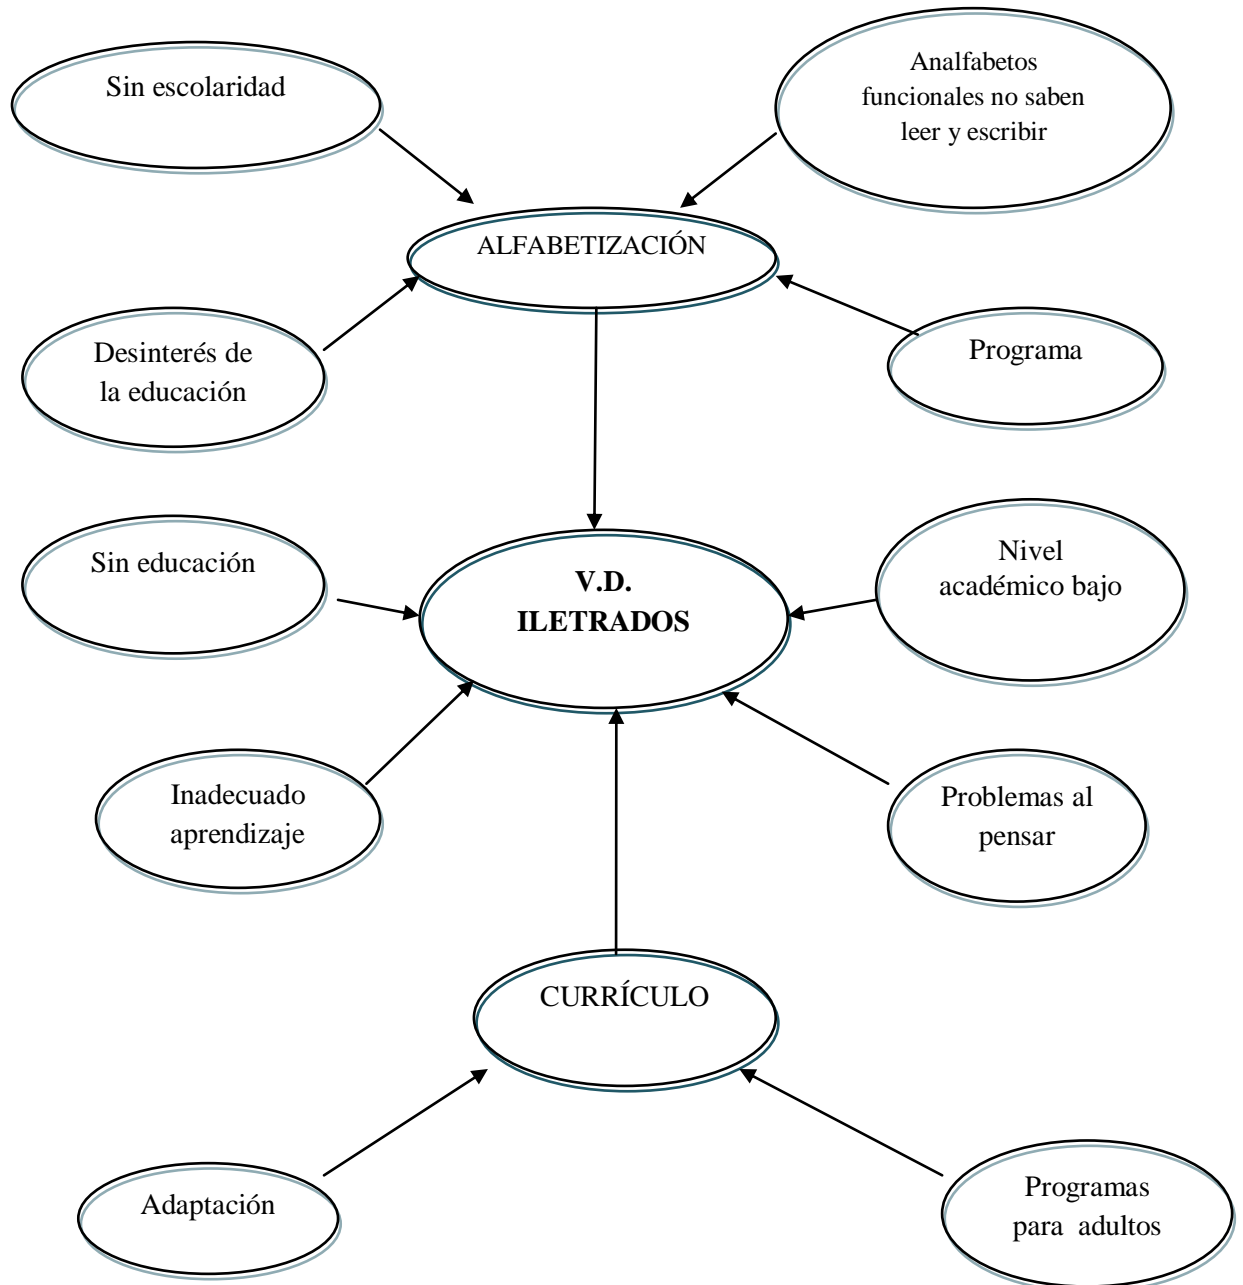 Sin escolaridad
Analfabetos
funcionales no saben
leer y escribir
ALFABETIZACIÓN
Desinterés de
la educación
Programa
Sin educación
V.D.
ILETRADOS
Nivel
académico bajo
Inadecuado
aprendizaje
Problemas al
pensar
CURRÍCULO
Adaptación
Programas
para adultos